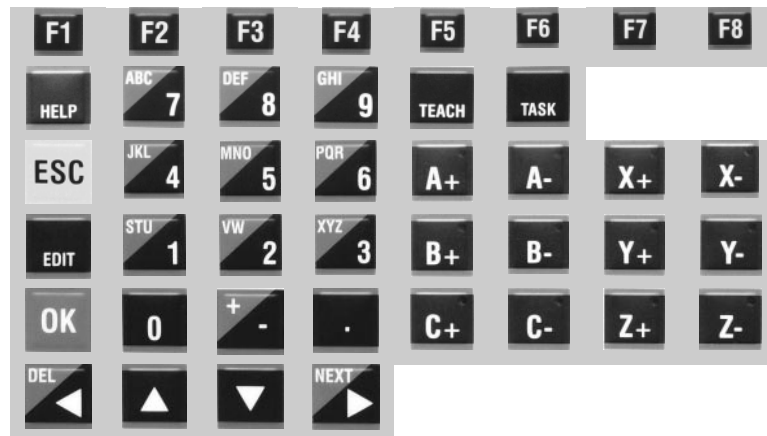 F1 F2 F3 F4 F5 F6 F7 F8
HELP ABC 7 DEF 8 GHI 9 TEACH TASK
ESC JKL 4 MNO 5 PQR 6 A+ A- X+ X-
EDIT STU 1 VW 2 XYZ 3 B+ B- Y+ Y-
OK 0 + - . C+ C- Z+ Z-
DEL ◀ ▲ ▼ NEXT ▶